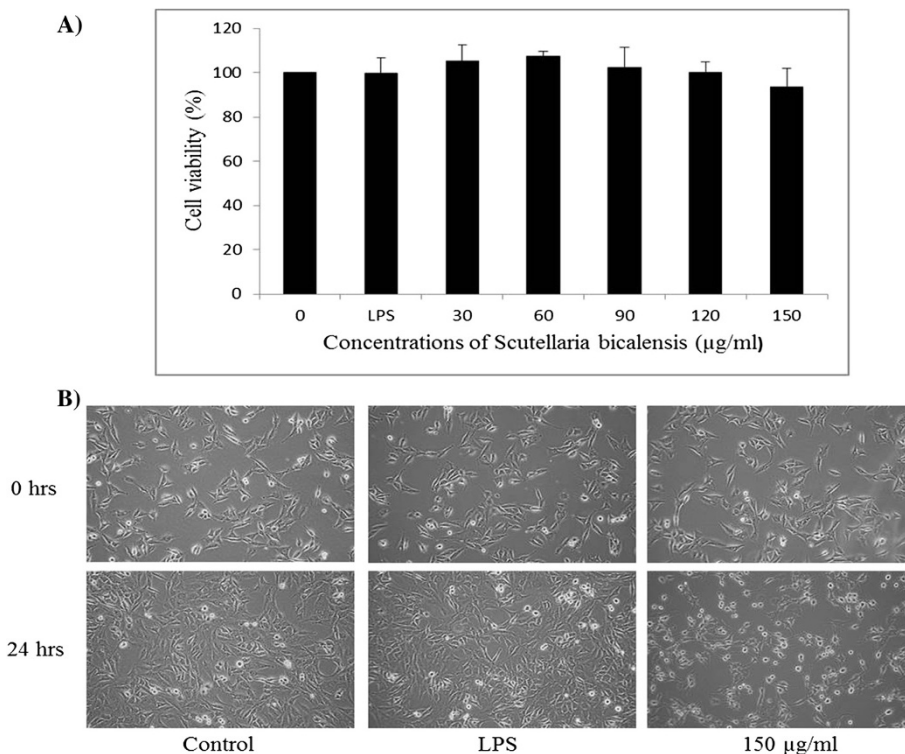 A)
120
100
80
60
40
20
0
Cell viability (%)
0 LPS 30 60 90 120 150
Concentrations of Scutellaria bicalensis (µg/ml)
B)
0 hrs
24 hrs
Control LPS 150 µg/ml